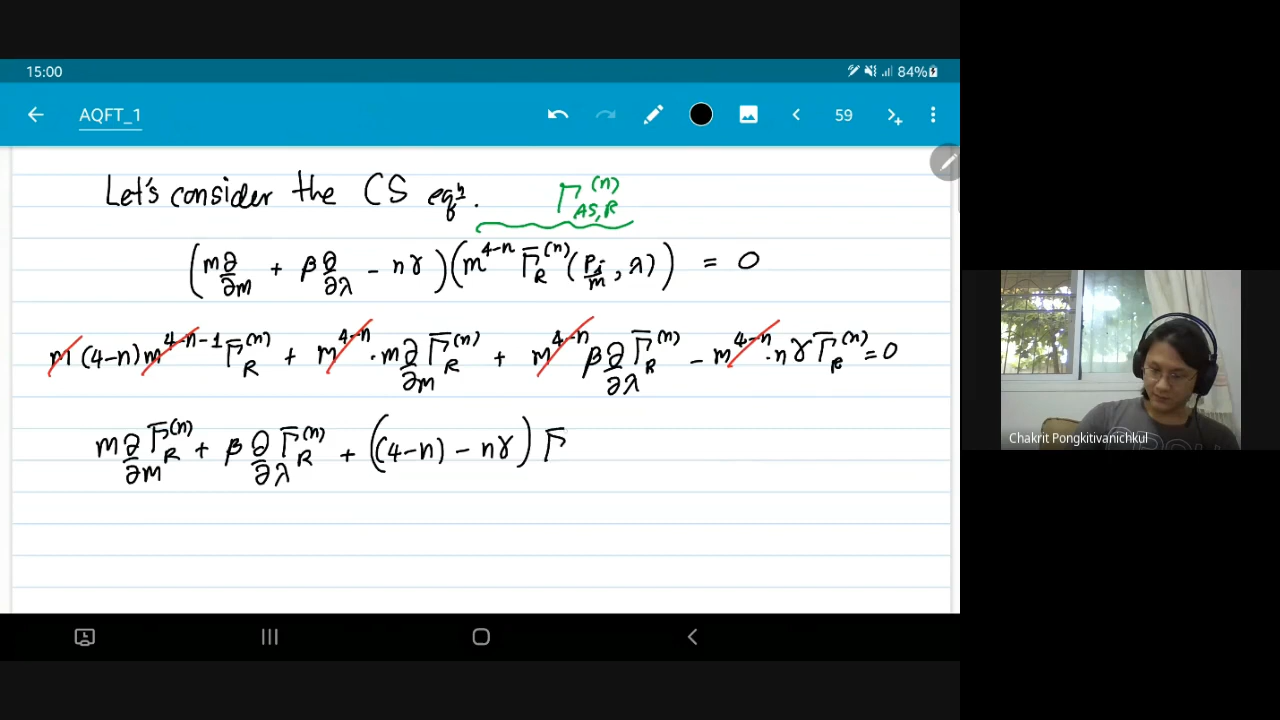 15:00
84%
AQFT_1
59
Let's consider the CS eqⁿ. Γ̄^(n)_AS,R
(m ∂/∂m + β ∂/∂λ - nγ)(m^{4-n} Γ̄_R^(n) (p_i/m, λ)) = 0
m (4-n) m^{4-n-1} Γ̄_R^(n) + m^{4-n} · m ∂/∂m Γ̄_R^(n) + m^{4-n} β ∂/∂λ Γ̄_R^(n) - m^{4-n} · nγ Γ̄_R^(n) = 0
m ∂/∂m Γ̄_R^(n) + β ∂/∂λ Γ̄_R^(n) + ((4-n) - nγ) Γ̄
Chakrit Pongkitivanichkul